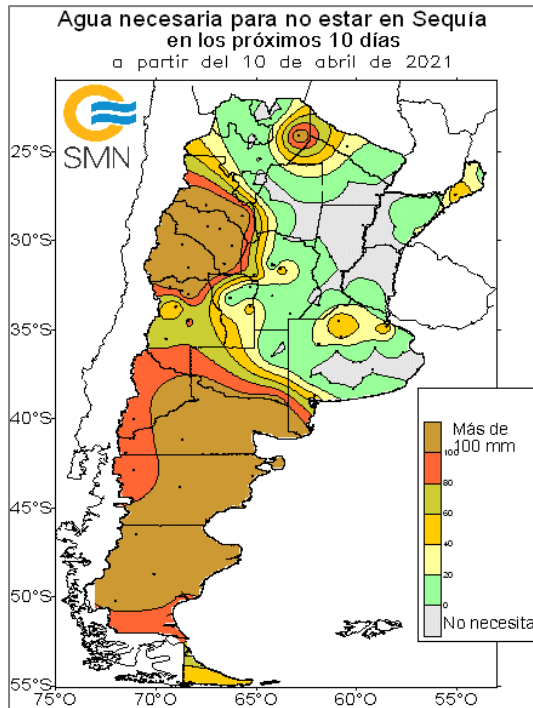 Agua necesaria para no estar en Sequía
en los próximos 10 días
a partir del 10 de abril de 2021
SMN
25°S
30°S
35°S
40°S
45°S
50°S
55°S
75°O
70°O
65°O
60°O
55°O
Más de
100 mm
100
80
60
40
20
0
No necesita